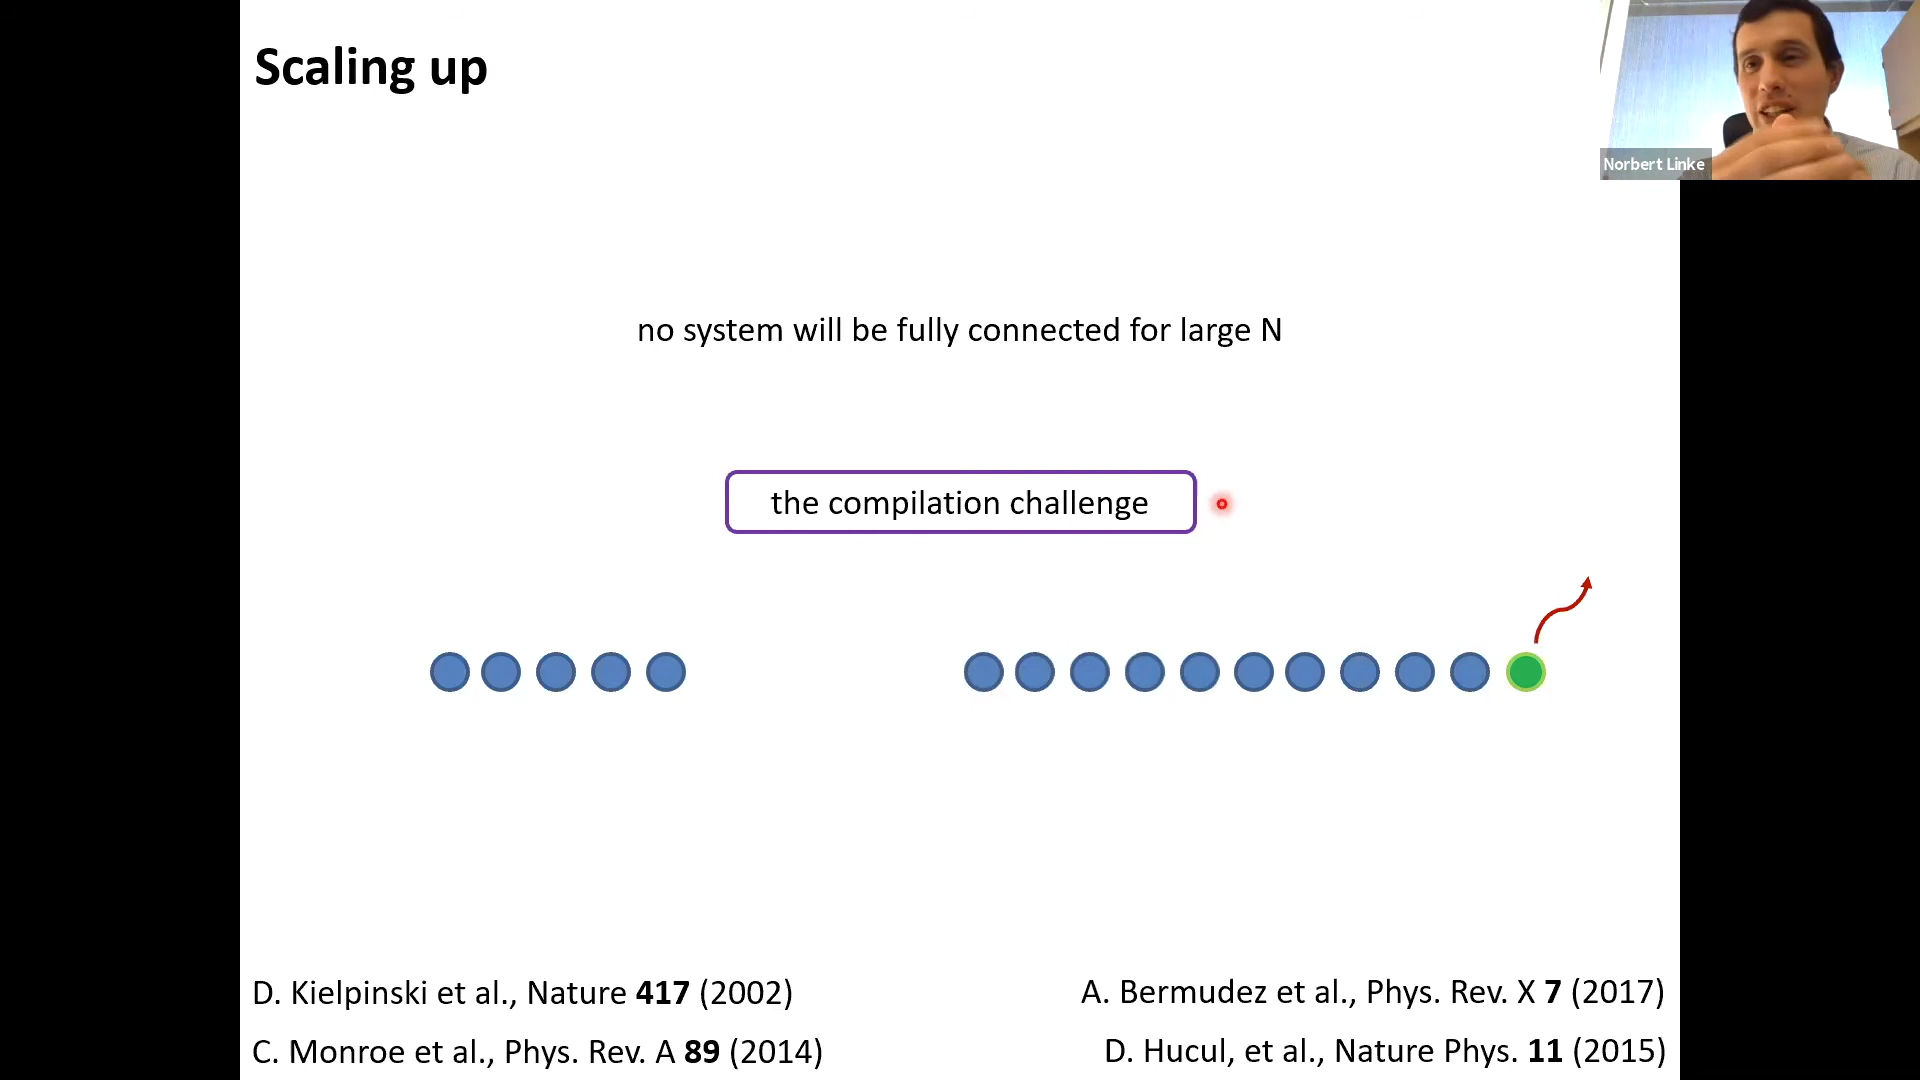 Scaling up
Norbert Linke
no system will be fully connected for large N
the compilation challenge
D. Kielpinski et al., Nature 417 (2002)
A. Bermudez et al., Phys. Rev. X 7 (2017)
C. Monroe et al., Phys. Rev. A 89 (2014)
D. Hucul, et al., Nature Phys. 11 (2015)